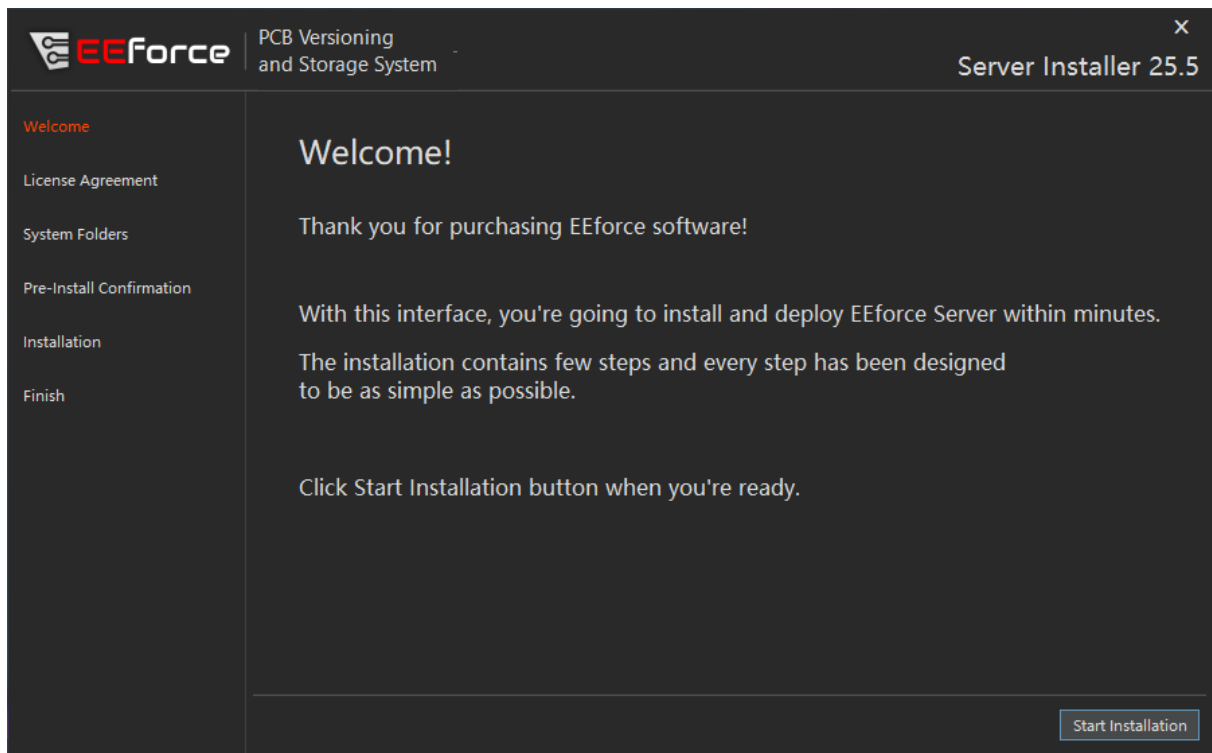 EEforce
PCB Versioning
and Storage System
Server Installer 25.5
Welcome
License Agreement
System Folders
Pre-Install Confirmation
Installation
Finish
Welcome!
Thank you for purchasing EEforce software!
With this interface, you're going to install and deploy EEforce Server within minutes.
The installation contains few steps and every step has been designed
to be as simple as possible.
Click Start Installation button when you're ready.
Start Installation